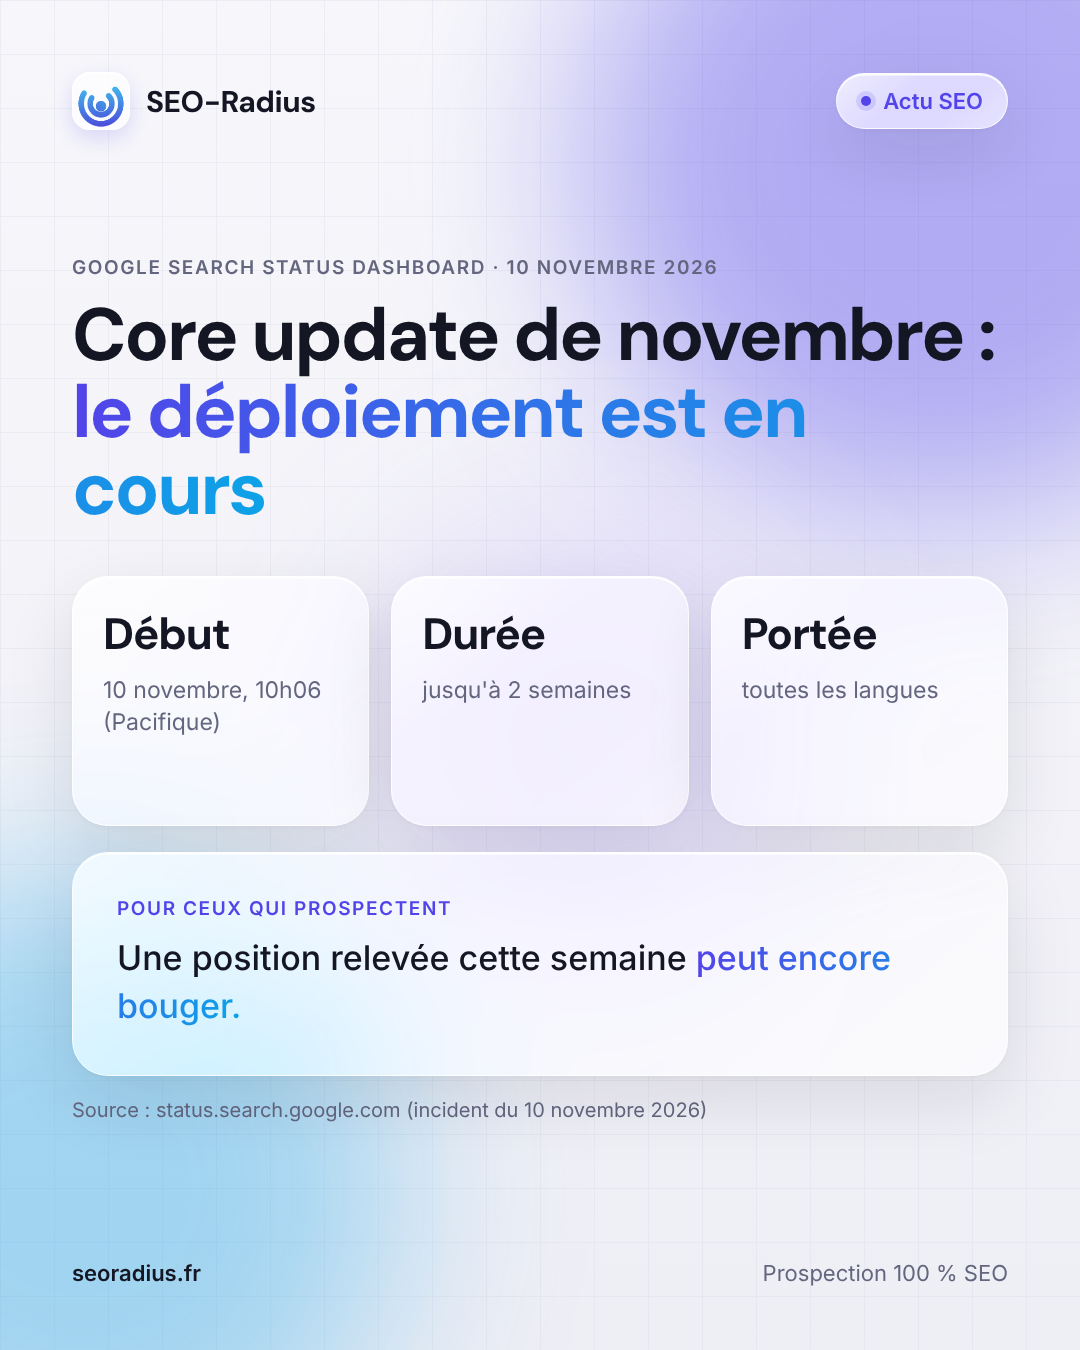 SEO-Radius
Actu SEO
GOOGLE SEARCH STATUS DASHBOARD · 10 NOVEMBRE 2026
Core update de novembre :
le déploiement est en
cours
Début
10 novembre, 10h06
(Pacifique)
Durée
jusqu'à 2 semaines
Portée
toutes les langues
POUR CEUX QUI PROSPECTENT
Une position relevée cette semaine peut encore
bouger.
Source : status.search.google.com (incident du 10 novembre 2026)
seoradius.fr
Prospection 100 % SEO